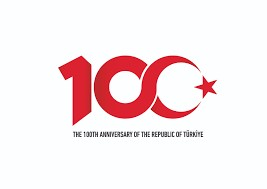 100
THE 100TH ANNIVERSARY OF THE REPUBLIC OF TÜRKİYE